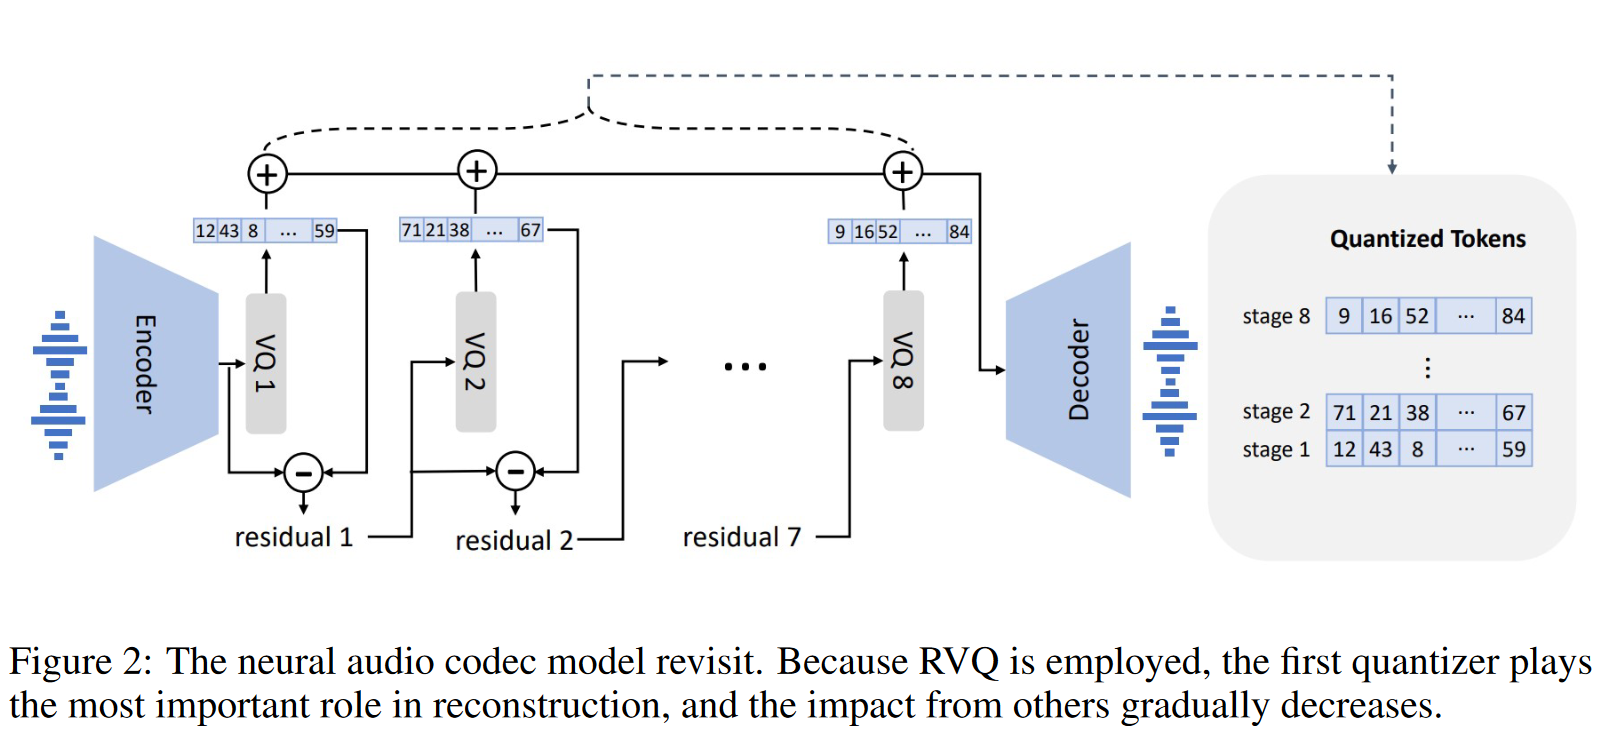 12 43 8 ... 59
71 21 38 ... 67
9 16 52 ... 84
Encoder
VQ 1
VQ 2
...
VQ 8
Decoder
residual 1
residual 2
residual 7
Quantized Tokens
stage 8 9 16 52 ... 84
⋮
stage 2 71 21 38 ... 67
stage 1 12 43 8 ... 59
Figure 2: The neural audio codec model revisit. Because RVQ is employed, the first quantizer plays
the most important role in reconstruction, and the impact from others gradually decreases.